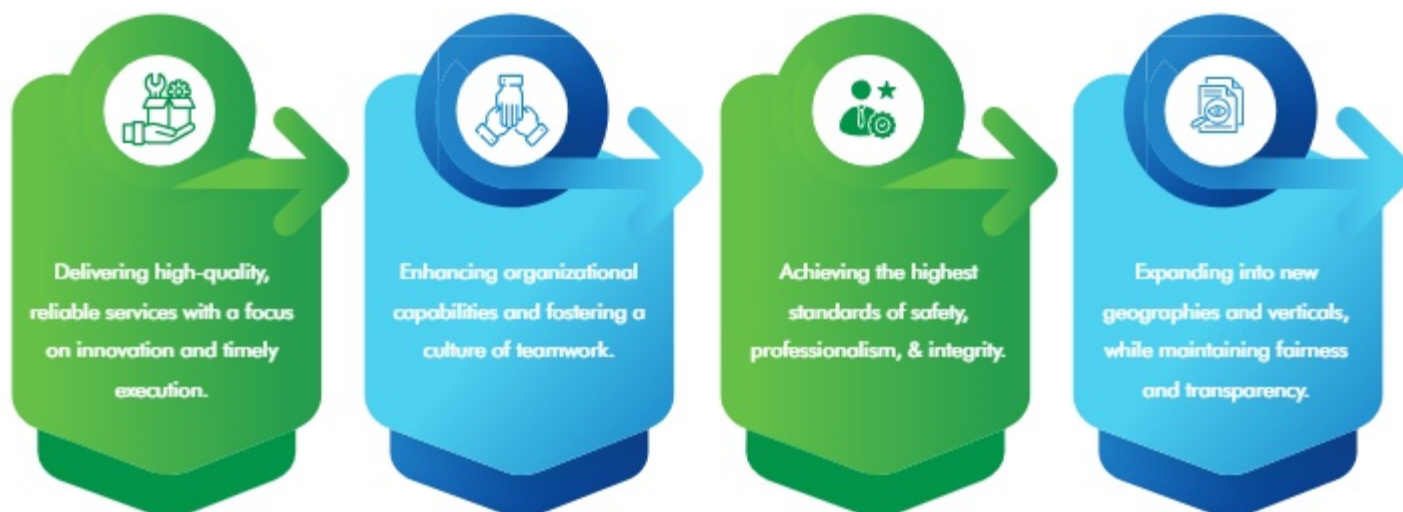 Delivering high-quality,
reliable services with a focus
on innovation and timely
execution.
Enhancing organizational
capabilities and fostering a
culture of teamwork.
Achieving the highest
standards of safety,
professionalism, & integrity.
Expanding into new
geographies and verticals,
while maintaining fairness
and transparency.